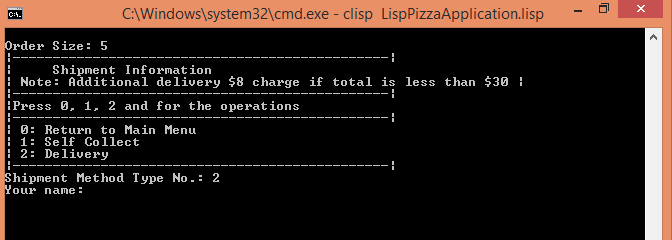 C:\Windows\system32\cmd.exe - clisp LispPizzaApplication.lisp
Order Size: 5
¦--------------------------------------------------¦
¦     Shipment Information
¦ Note: Additional delivery $8 charge if total is less than $30 ¦
¦--------------------------------------------------¦
¦Press 0, 1, 2 and for the operations
¦--------------------------------------------------¦
¦ 0: Return to Main Menu
¦ 1: Self Collect
¦ 2: Delivery
¦--------------------------------------------------¦
Shipment Method Type No.: 2
Your name: